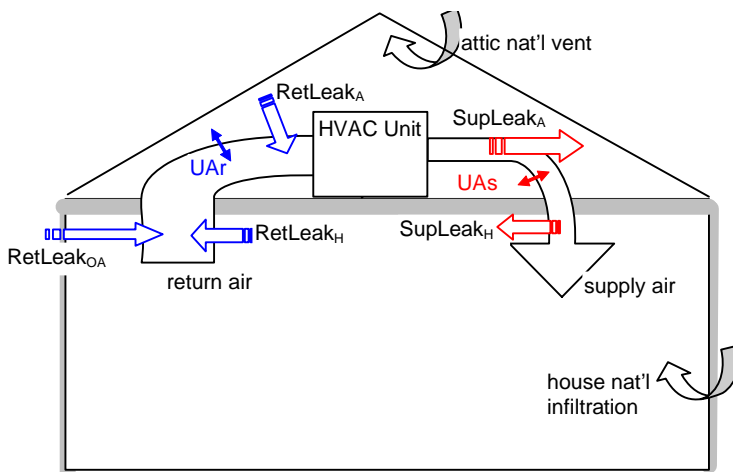 attic nat'l vent
RetLeakA
HVAC Unit
SupLeakA
UAr
UAs
RetLeakOA
RetLeakH
SupLeakH
return air
supply air
house nat'l
infiltration